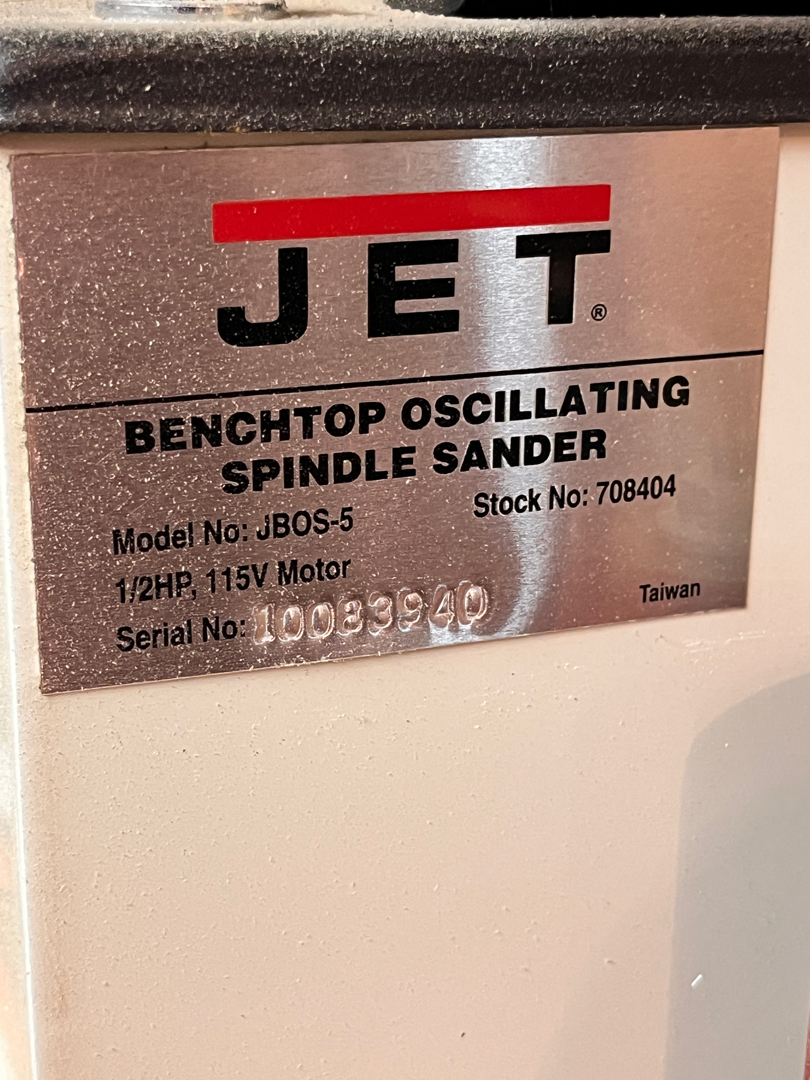 JET®
BENCHTOP OSCILLATING
SPINDLE SANDER
Model No: JBOS-5
Stock No: 708404
1/2HP, 115V Motor
Serial No: 10083940
Taiwan